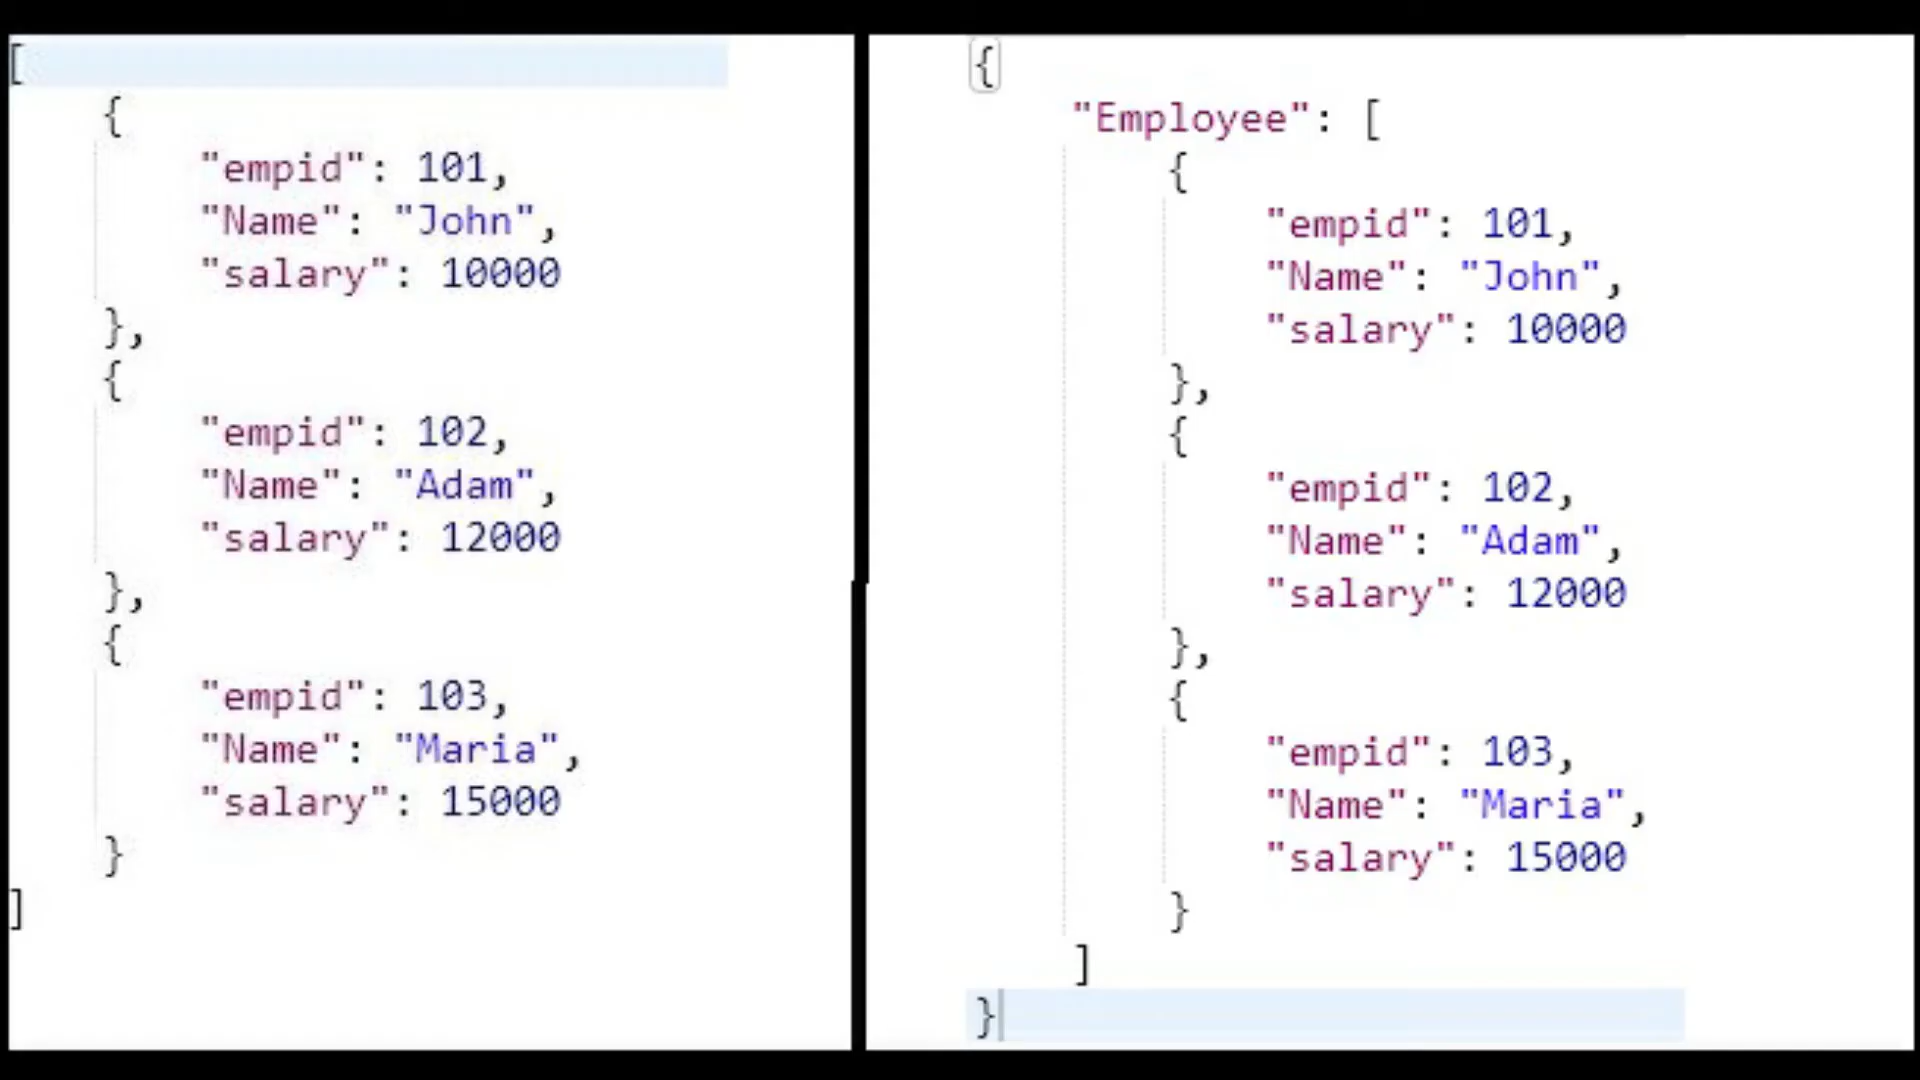 [
{
"empid": 101,
"Name": "John",
"salary": 10000
},
{
"empid": 102,
"Name": "Adam",
"salary": 12000
},
{
"empid": 103,
"Name": "Maria",
"salary": 15000
}
]
{
"Employee": [
{
"empid": 101,
"Name": "John",
"salary": 10000
},
{
"empid": 102,
"Name": "Adam",
"salary": 12000
},
{
"empid": 103,
"Name": "Maria",
"salary": 15000
}
]
}